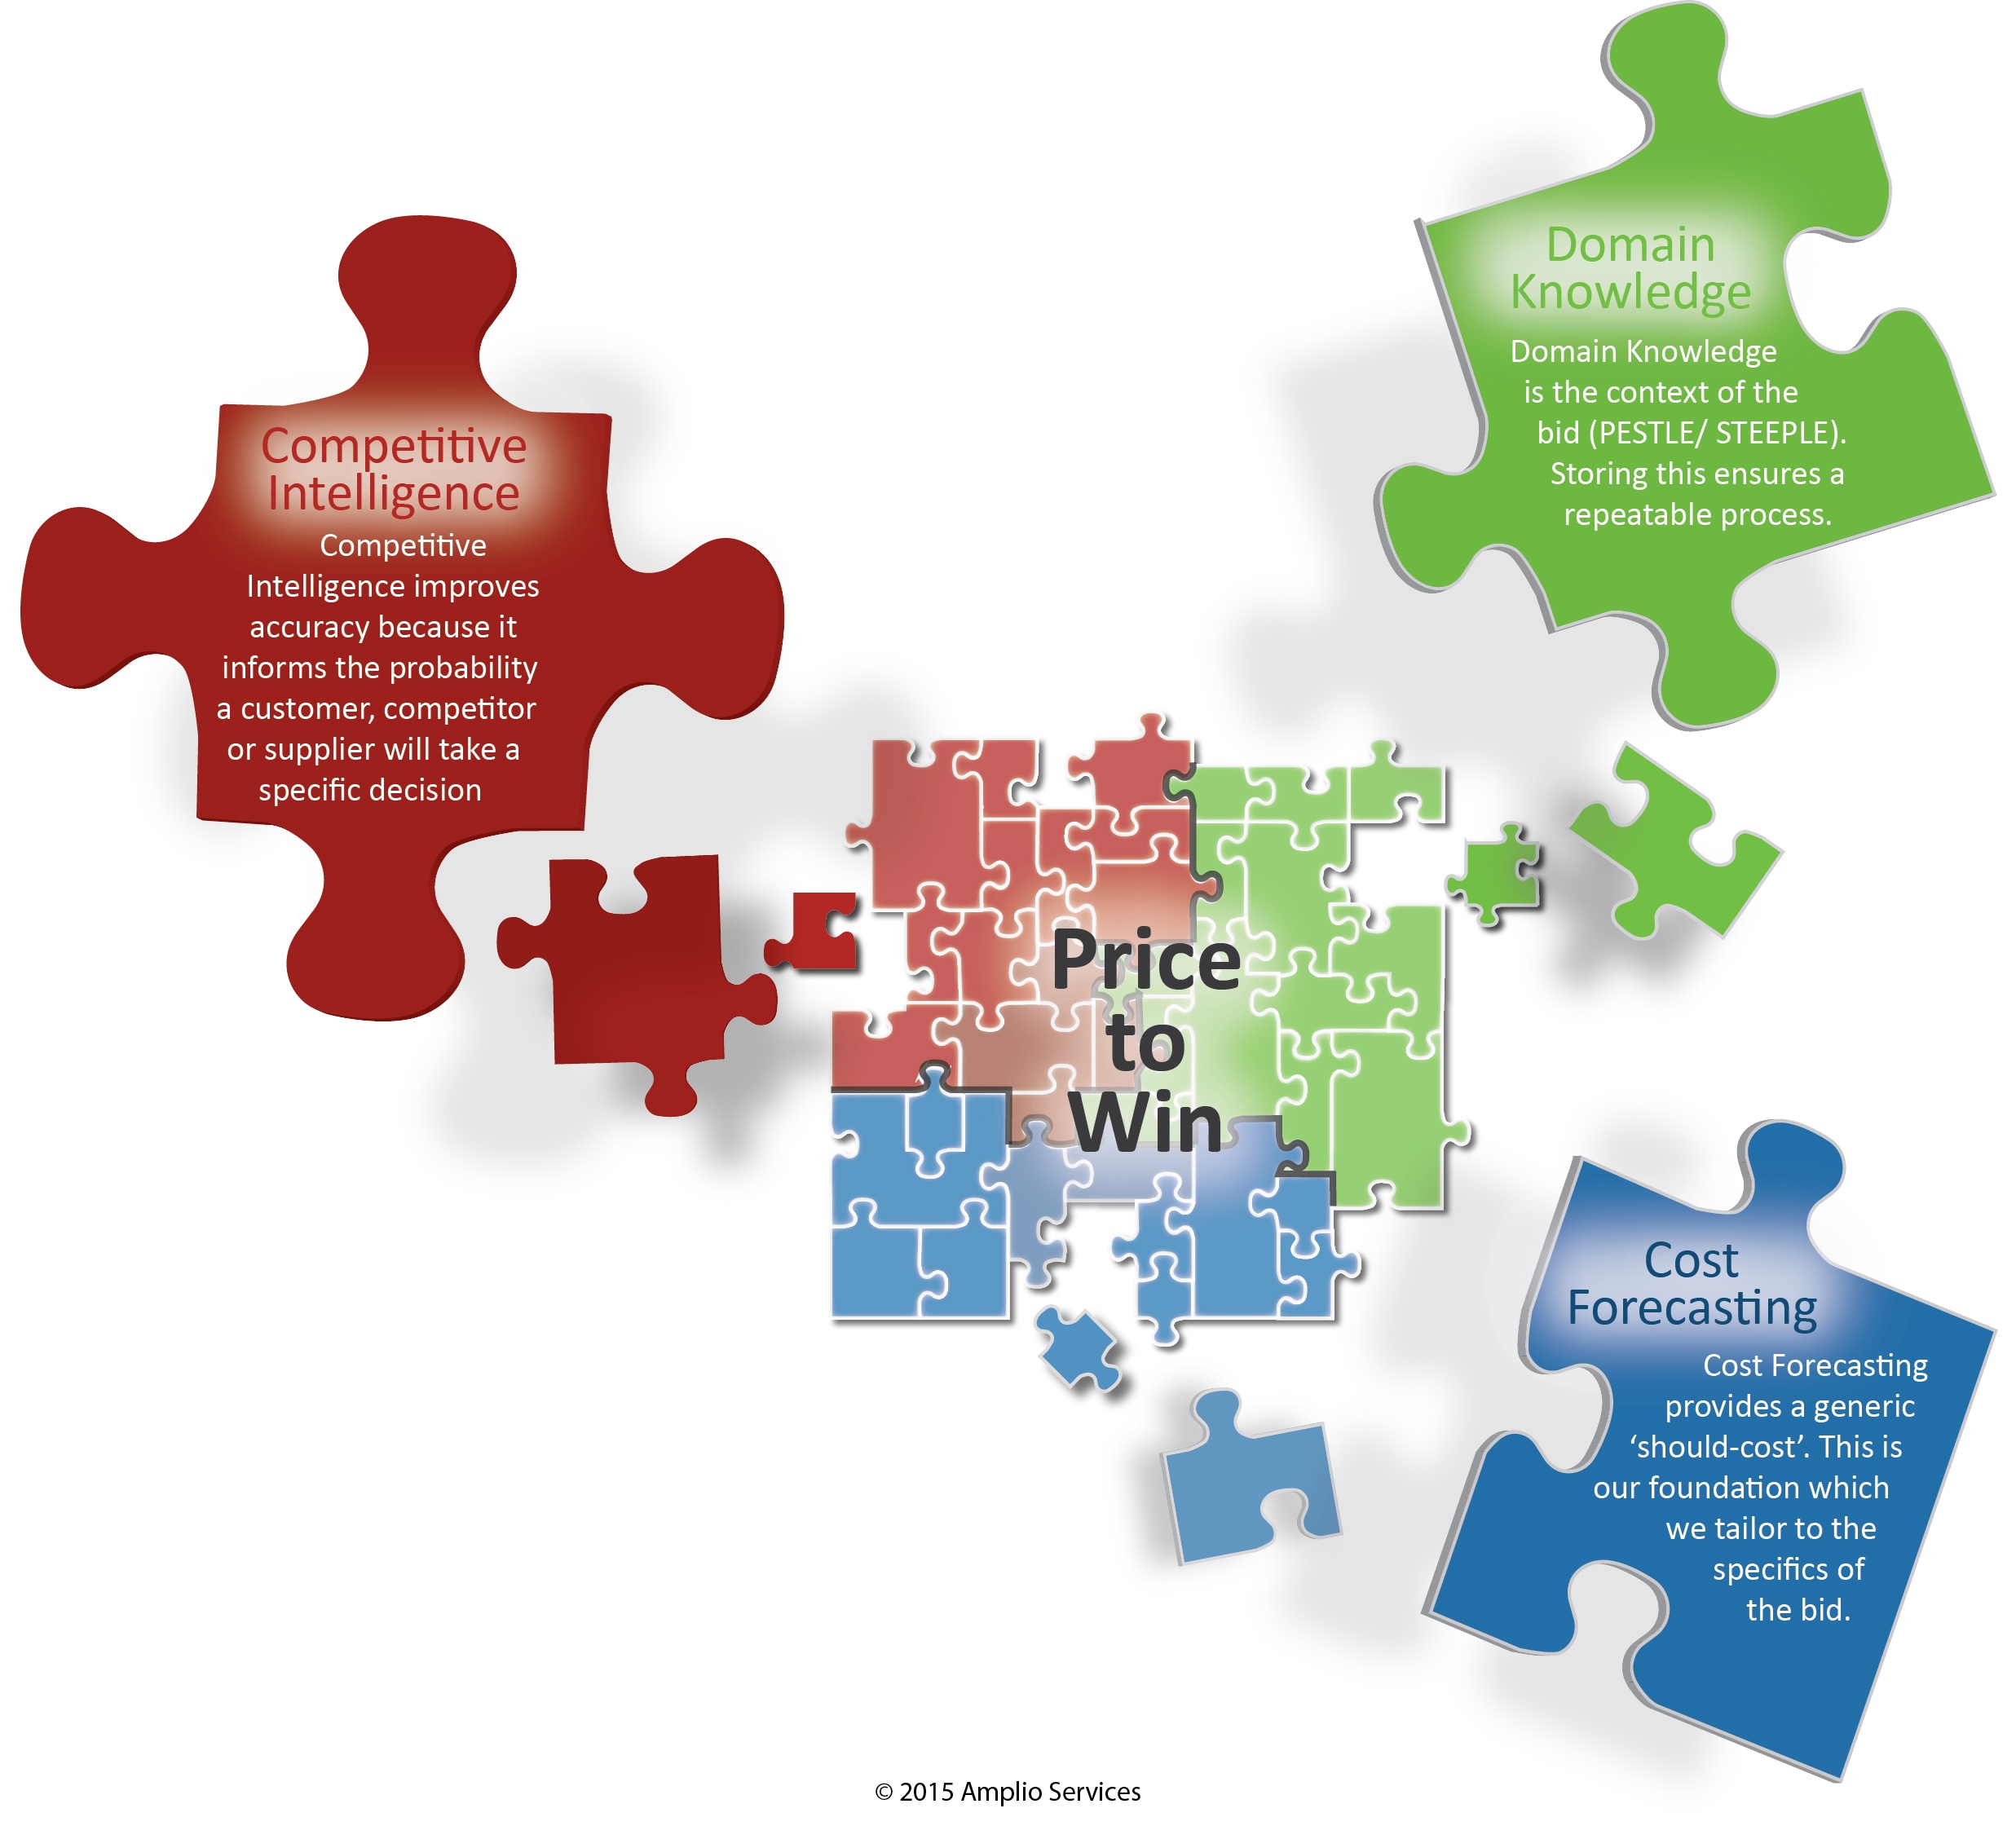 Domain
Knowledge
Domain Knowledge
is the context of the
bid (PESTLE/ STEEPLE).
Storing this ensures a
repeatable process.
Competitive
Intelligence
Competitive
Intelligence improves
accuracy because it
informs the probability
a customer, competitor
or supplier will take a
specific decision
Price
to
Win
Cost
Forecasting
Cost Forecasting
provides a generic
‘should-cost’. This is
our foundation which
we tailor to the
specifics of
the bid.
© 2015 Amplio Services